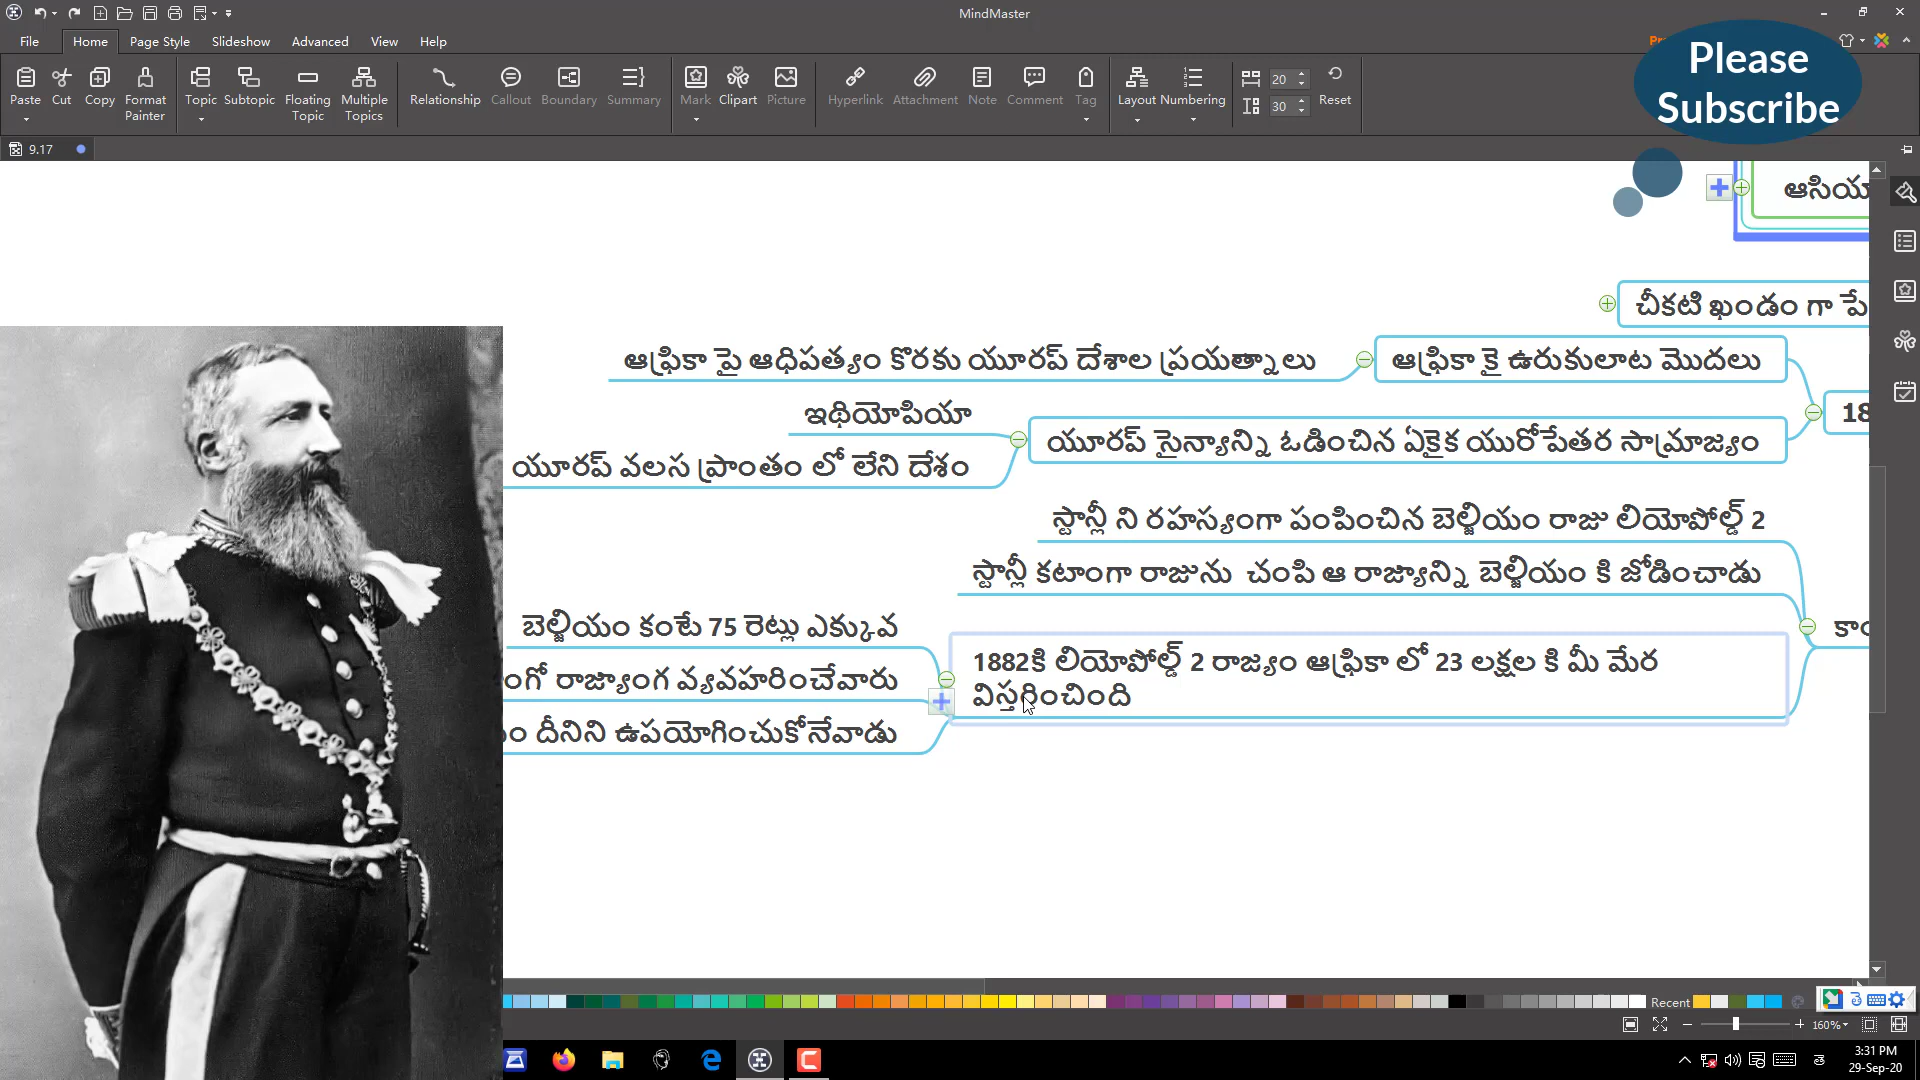 MindMaster
File Home Page Style Slideshow Advanced View Help
Please
Subscribe
Paste Cut Copy Format Painter Topic Subtopic Floating Topic Multiple Topics Relationship Callout Boundary Summary Mark Clipart Picture Hyperlink Attachment Note Comment Tag Layout Numbering 20 30 Reset
9.17
చీకటి ఖండం గా పే
ఆఫ్రికా పై ఆధిపత్యం కొరకు యూరప్ దేశాల ప్రయత్నాలు
ఆఫ్రికా కై ఉరుకులాట మొదలు
ఇథియోపియా
18
యూరప్ సైన్యాన్ని ఓడించిన ఏకైక యురోపేతర సామ్రాజ్యం
యూరప్ వలస ప్రాంతం లో లేని దేశం
స్టాన్లీ ని రహస్యంగా పంపించిన బెల్జియం రాజు లియోపోల్డ్ 2
స్టాన్లీ కటాంగా రాజును చంపి ఆ రాజ్యాన్ని బెల్జియం కి జోడించాడు
బెల్జియం కంటే 75 రెట్లు ఎక్కువ
1882కి లియోపోల్డ్ 2 రాజ్యం ఆఫ్రికా లో 23 లక్షల కి మీ మేర
విస్తరించింది
ంగో రాజ్యాంగ వ్యవహరించేవారు
దీనిని ఉపయోగించుకోనేవాడు
Recent
160%
3:31 PM
29-Sep-20